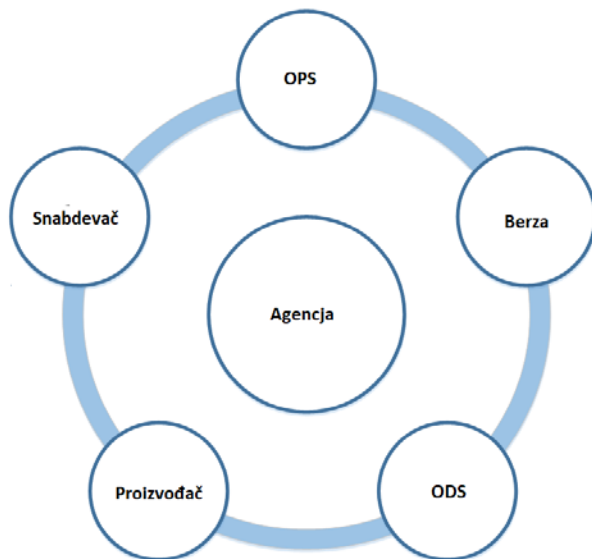 OPS
Snabdevač
Berza
Agencja
Proizvođač
ODS